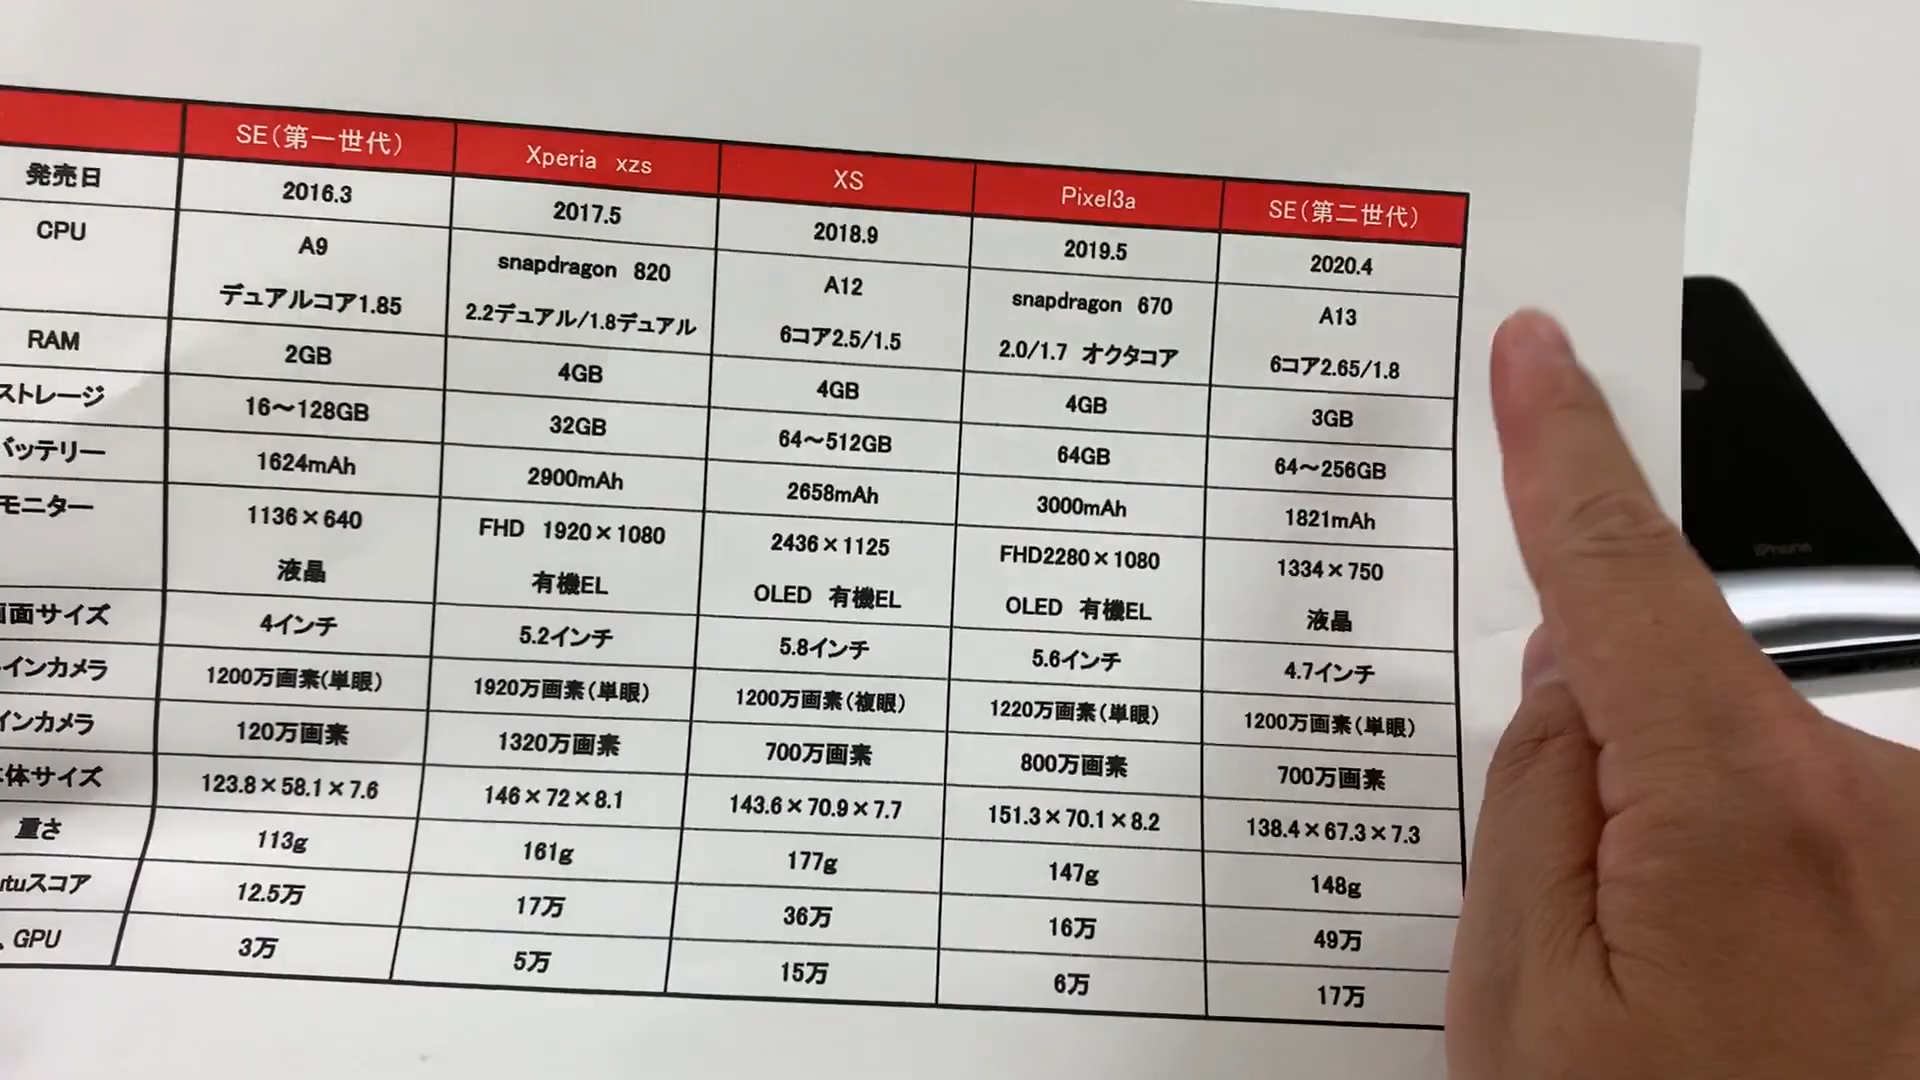 SE（第一世代） Xperia xzs XS Pixel3a SE（第二世代）
発売日 2016.3 2017.5 2018.9 2019.5 2020.4
CPU A9 snapdragon 820 A12 snapdragon 670 A13
デュアルコア1.85 2.2デュアル/1.8デュアル 6コア2.5/1.5 2.0/1.7 オクタコア 6コア2.65/1.8
RAM 2GB 4GB 4GB 4GB 3GB
ストレージ 16～128GB 32GB 64～512GB 64GB 64～256GB
バッテリー 1624mAh 2900mAh 2658mAh 3000mAh 1821mAh
モニター 1136×640 FHD 1920×1080 2436×1125 FHD2280×1080 1334×750
液晶 有機EL OLED 有機EL OLED 有機EL 液晶
画面サイズ 4インチ 5.2インチ 5.8インチ 5.6インチ 4.7インチ
インカメラ 1200万画素（単眼） 1920万画素（単眼） 1200万画素（複眼） 1220万画素（単眼） 1200万画素（単眼）
インカメラ 120万画素 1320万画素 700万画素 800万画素 700万画素
体サイズ 123.8×58.1×7.6 146×72×8.1 143.6×70.9×7.7 151.3×70.1×8.2 138.4×67.3×7.3
重さ 113g 161g 177g 147g 148g
utuスコア 12.5万 17万 36万 16万 49万
GPU 3万 5万 15万 6万 17万
iPhone